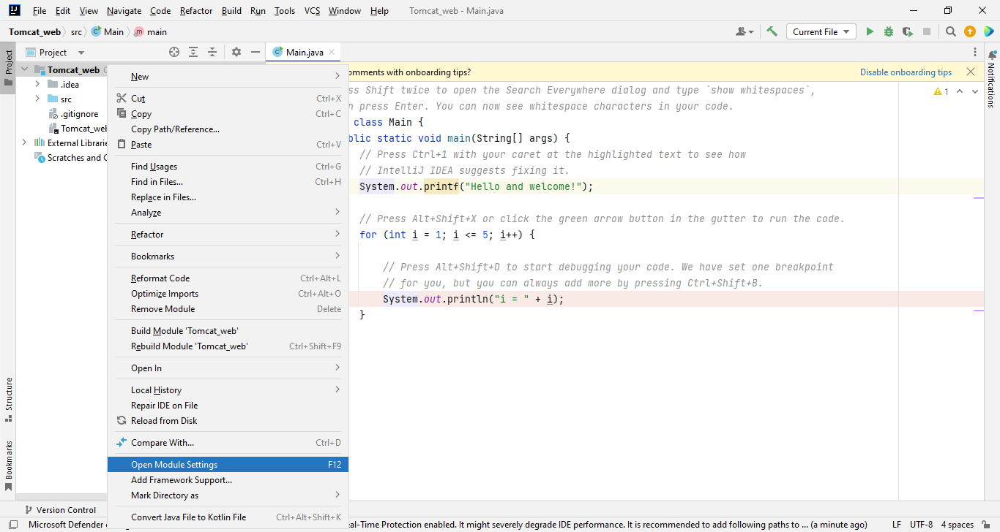 File Edit View Navigate Code Refactor Build Run Tools VCS Window Help Tomcat_web - Main.java
Tomcat_web src Main main Current File
Project Main.java
Project
Tomcat_web
.idea
src
.gitignore
Tomcat_web
External Librarie
Scratches and C
Structure
Bookmarks
New
Cut Ctrl+X
Copy Ctrl+C
Copy Path/Reference...
Paste Ctrl+V
Find Usages Ctrl+G
Find in Files... Ctrl+H
Replace in Files...
Analyze
Refactor
Bookmarks
Reformat Code Ctrl+Alt+L
Optimize Imports Ctrl+Alt+O
Remove Module Delete
Build Module 'Tomcat_web'
Rebuild Module 'Tomcat_web' Ctrl+Shift+F9
Open In
Local History
Repair IDE on File
Reload from Disk
Compare With... Ctrl+D
Open Module Settings F12
Add Framework Support...
Mark Directory as
Convert Java File to Kotlin File Ctrl+Alt+Shift+K
omments with onboarding tips? Disable onboarding tips
ss Shift twice to open the Search Everywhere dialog and type `show whitespaces`,
n press Enter. You can now see whitespace characters in your code.
class Main {
blic static void main(String[] args) {
// Press Ctrl+1 with your caret at the highlighted text to see how
// IntelliJ IDEA suggests fixing it.
System.out.printf("Hello and welcome!");
// Press Alt+Shift+X or click the green arrow button in the gutter to run the code.
for (int i = 1; i <= 5; i++) {
// Press Alt+Shift+D to start debugging your code. We have set one breakpoint
// for you, but you can always add more by pressing Ctrl+Shift+B.
System.out.println("i = " + i);
}
1
Notifications
Version Control
Microsoft Defender eal-Time Protection enabled. It might severely degrade IDE performance. It is recommended to add following paths to ... (a minute ago) LF UTF-8 4 spaces